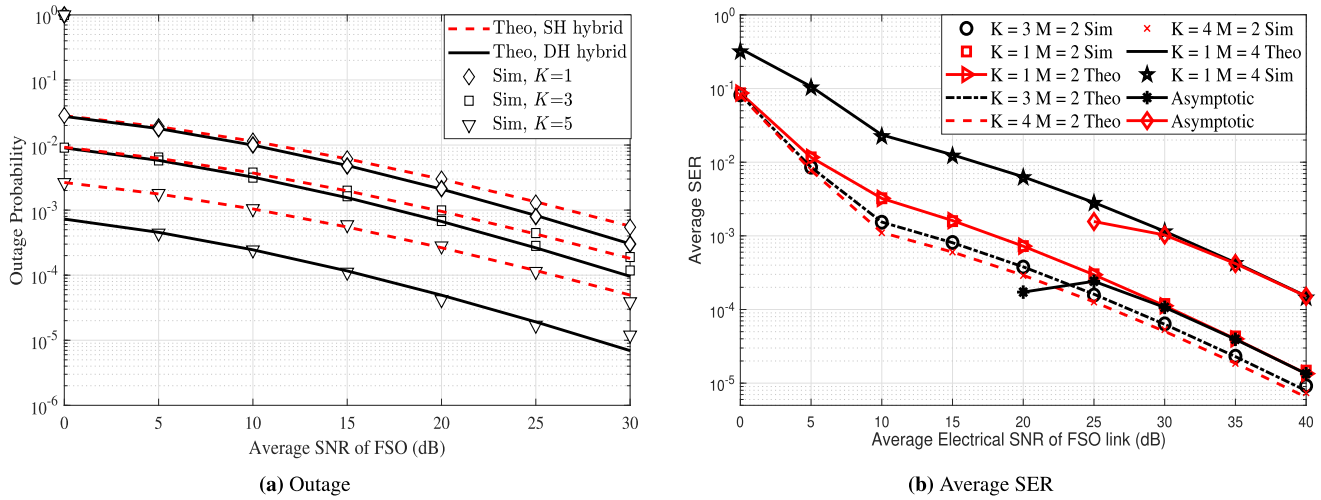 10^0
10^-1
10^-2
10^-3
10^-4
10^-5
10^-6
Outage Probability
0 5 10 15 20 25 30
Average SNR of FSO (dB)
Theo, SH hybrid
Theo, DH hybrid
Sim, K=1
Sim, K=3
Sim, K=5
(a) Outage
10^0
10^-1
10^-2
10^-3
10^-4
10^-5
Average SER
0 5 10 15 20 25 30 35 40
Average Electrical SNR of FSO link (dB)
K = 3 M = 2 Sim
K = 1 M = 2 Sim
K = 1 M = 2 Theo
K = 3 M = 2 Theo
K = 4 M = 2 Theo
K = 4 M = 2 Sim
K = 1 M = 4 Theo
K = 1 M = 4 Sim
Asymptotic
Asymptotic
(b) Average SER